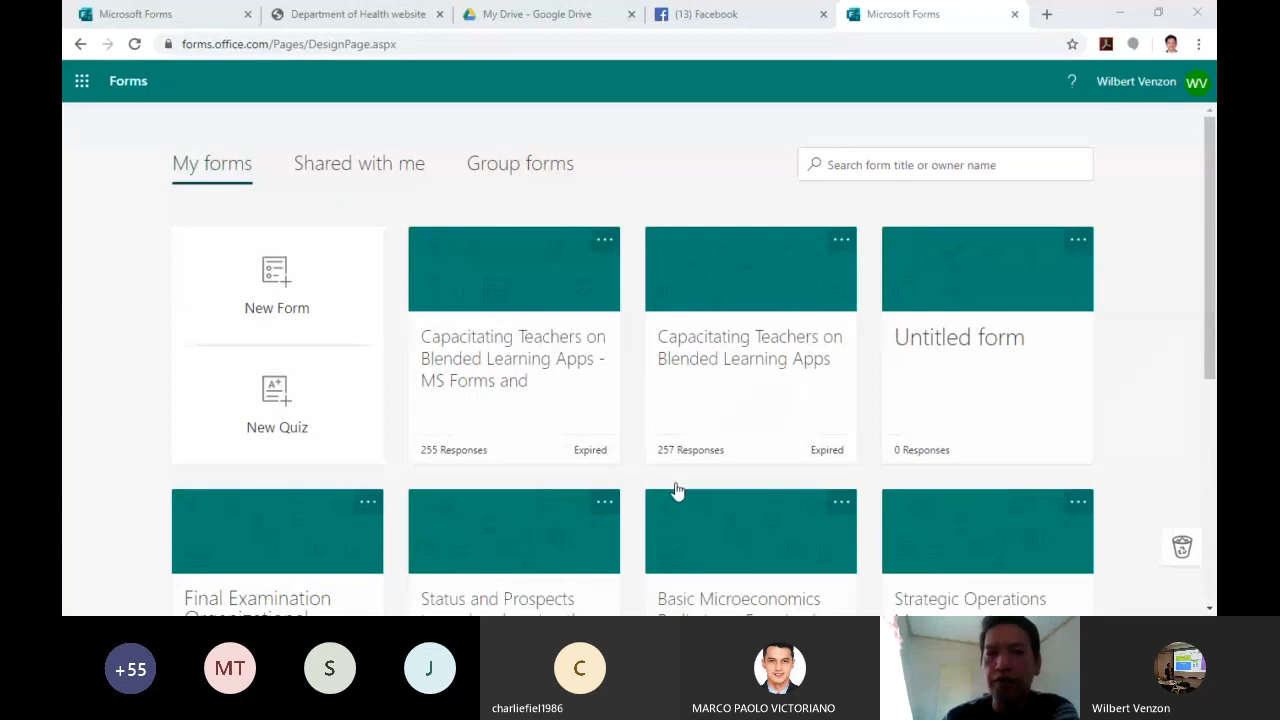 Microsoft Forms
Department of Health website
My Drive - Google Drive
(13) Facebook
Microsoft Forms
forms.office.com/Pages/DesignPage.aspx
Forms
?
Wilbert Venzon
WV
My forms
Shared with me
Group forms
Search form title or owner name
New Form
New Quiz
Capacitating Teachers on
Blended Learning Apps -
MS Forms and
255 Responses
Expired
Capacitating Teachers on
Blended Learning Apps
257 Responses
Expired
Untitled form
0 Responses
Final Examination
Organizational
Status and Prospects
Basic Microeconomics
Strategic Operations
+55
MT
S
J
C
charliefiel1986
MARCO PAOLO VICTORIANO
Wilbert Venzon